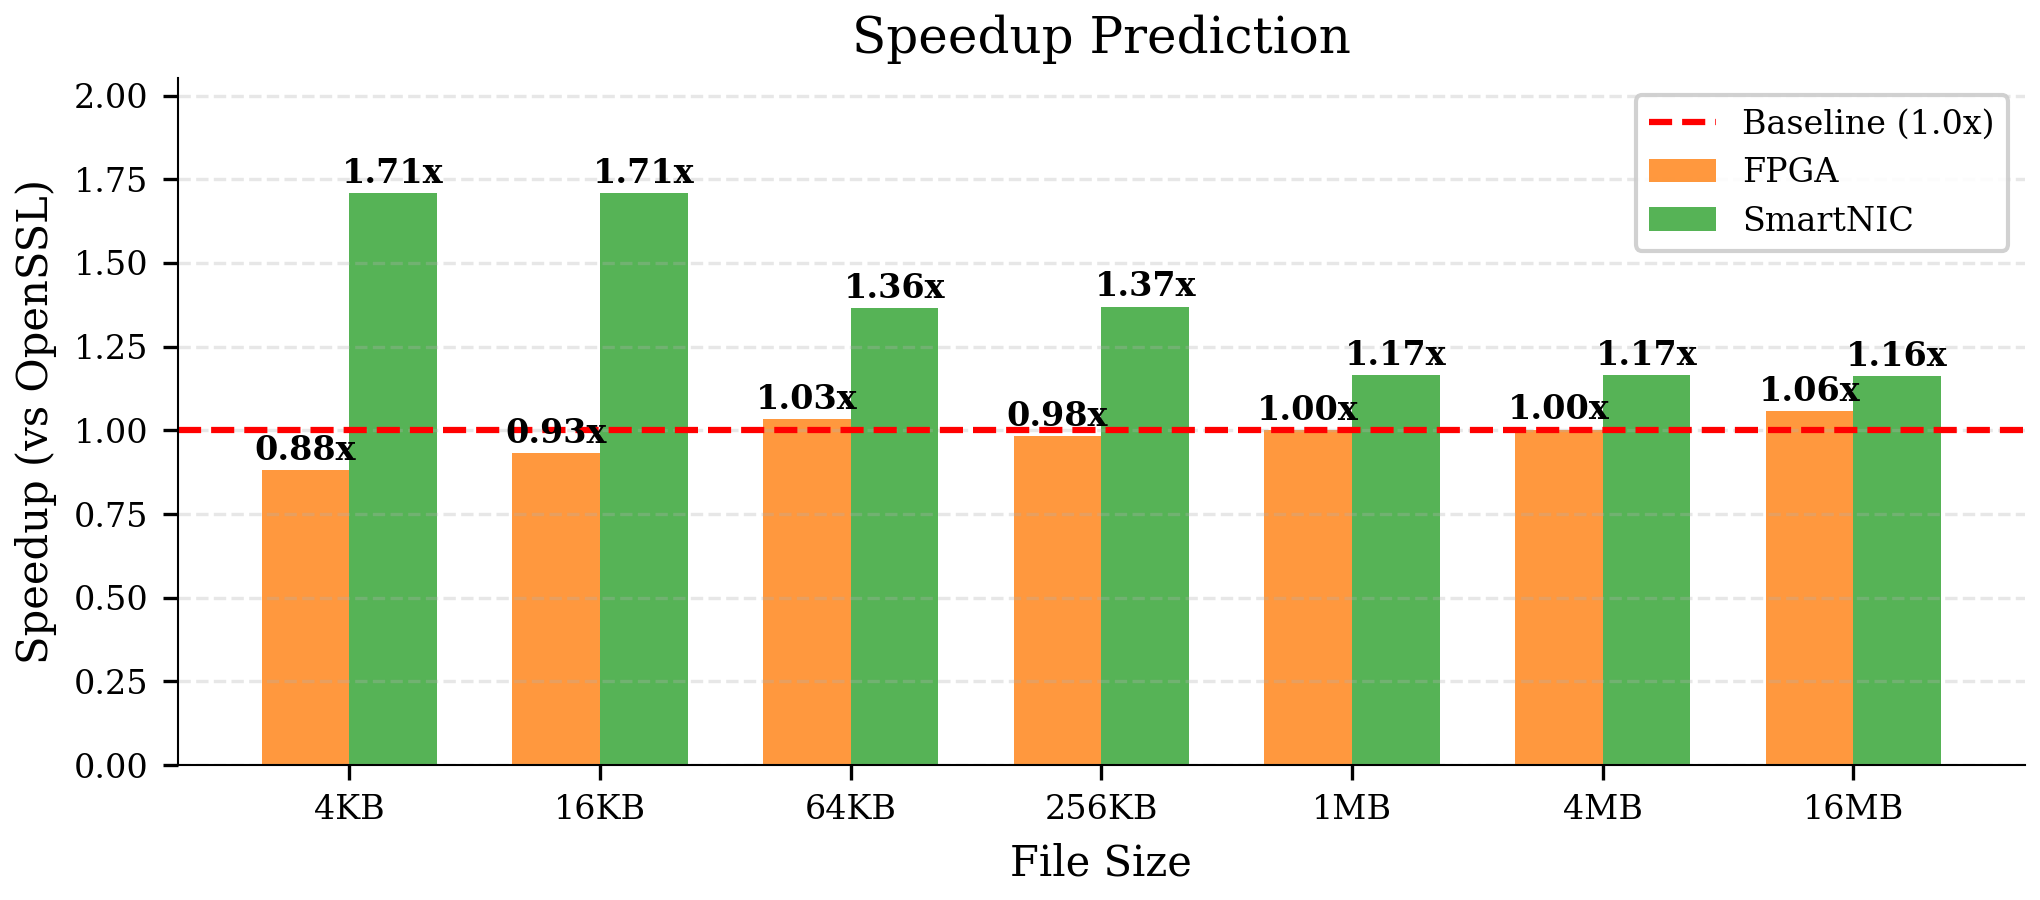 Speedup Prediction
Speedup (vs OpenSSL)
2.00
1.75
1.50
1.25
1.00
0.75
0.50
0.25
0.00
Baseline (1.0x)
FPGA
SmartNIC
0.88x
1.71x
0.93x
1.71x
1.03x
1.36x
0.98x
1.37x
1.00x
1.17x
1.00x
1.17x
1.06x
1.16x
4KB
16KB
64KB
256KB
1MB
4MB
16MB
File Size